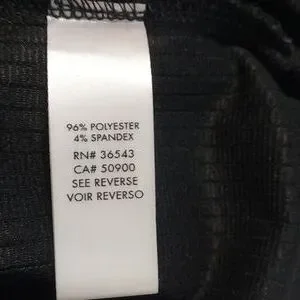 96% POLYESTER
4% SPANDEX
RN# 36543
CA# 50900
SEE REVERSE
VOIR REVERSO